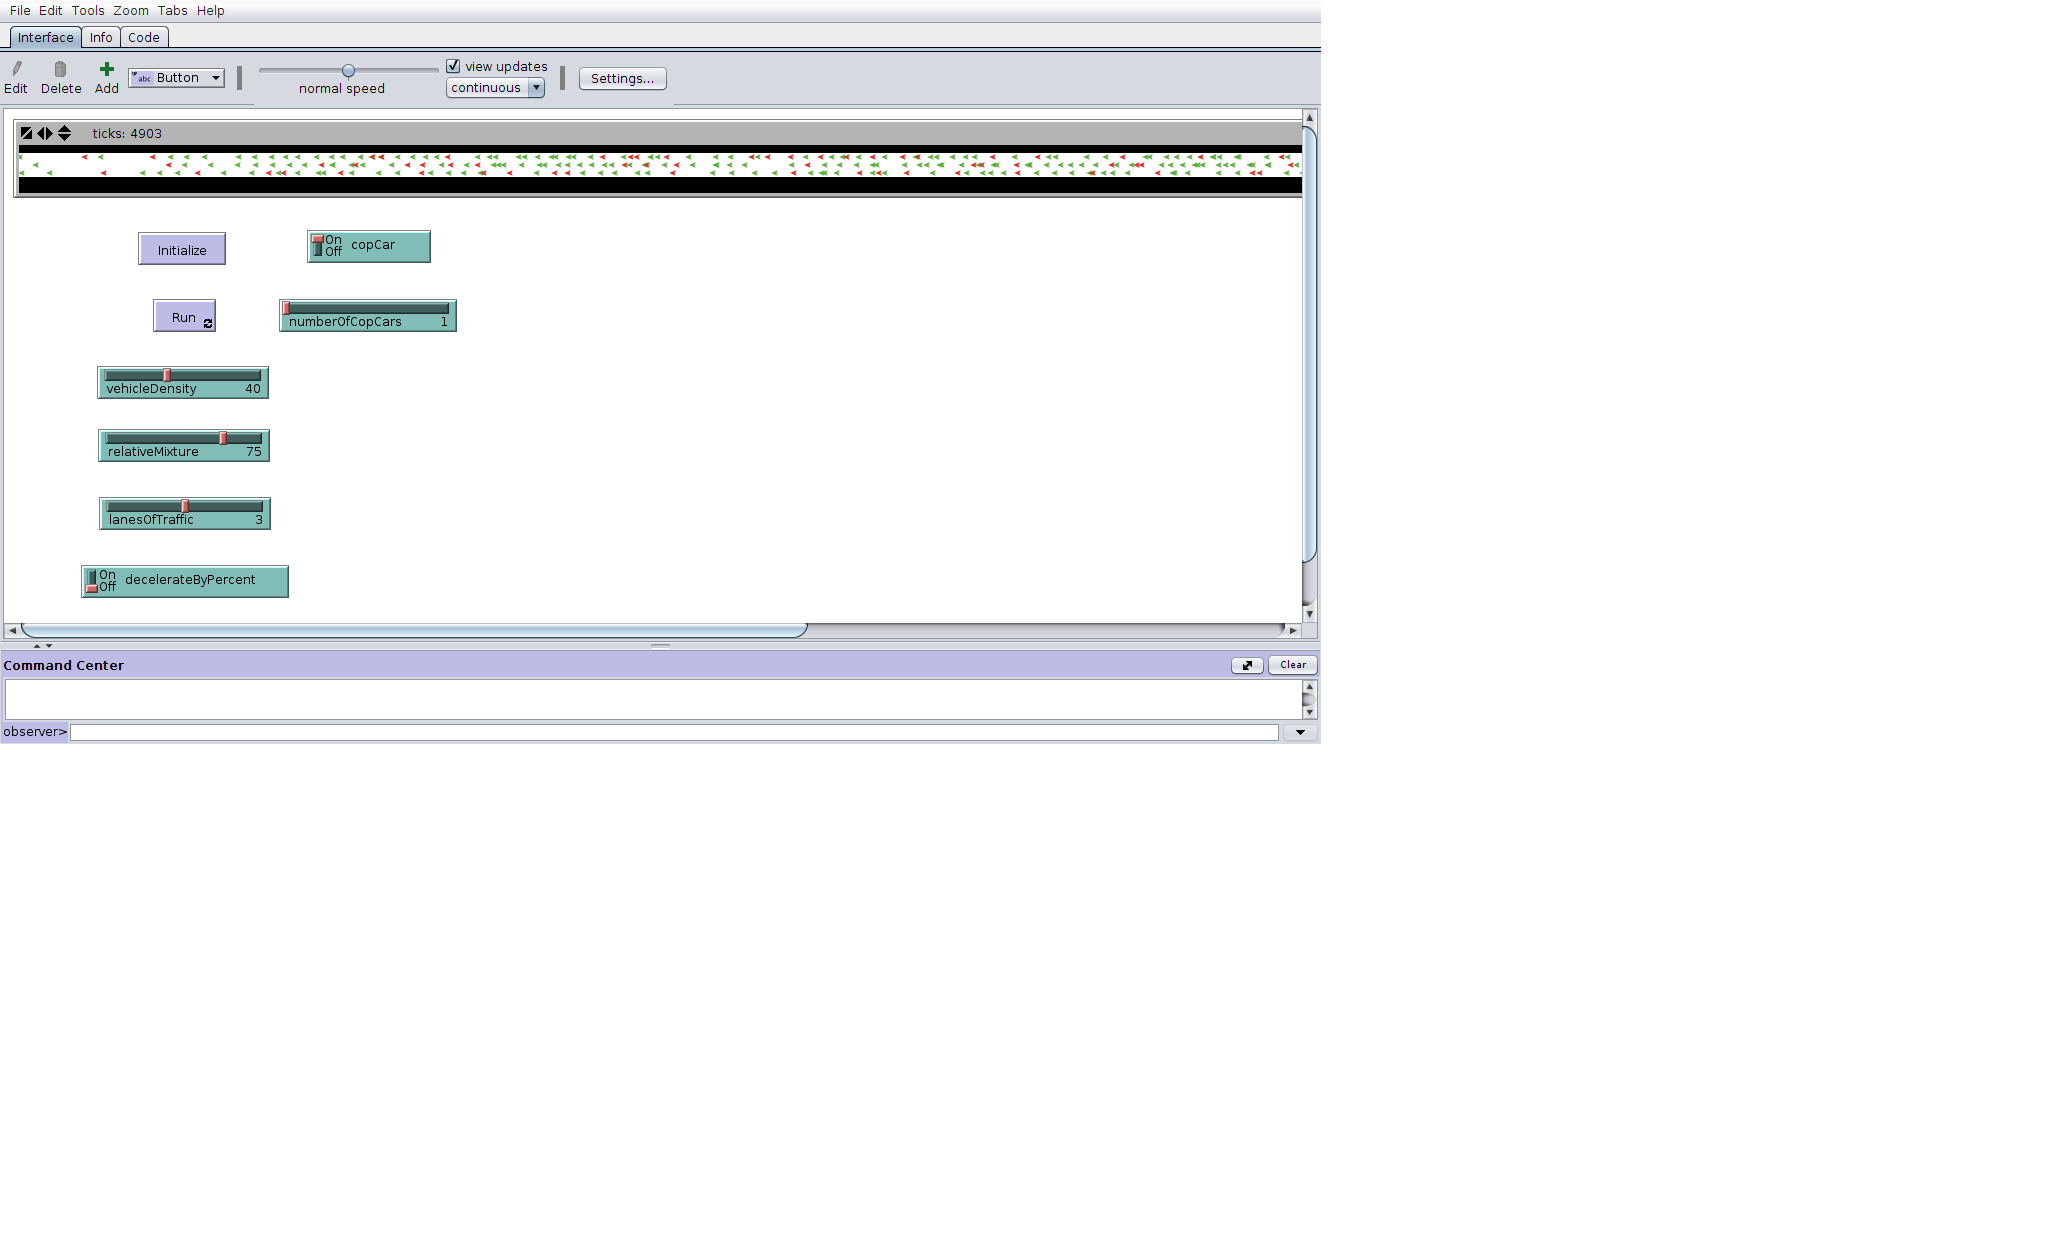 File Edit Tools Zoom Tabs Help
Interface Info Code
Edit Delete Add abc Button normal speed view updates continuous Settings...
ticks: 4903
Initialize
On Off copCar
Run
numberOfCopCars 1
vehicleDensity 40
relativeMixture 75
lanesOfTraffic 3
On Off decelerateByPercent
Command Center Clear
observer>